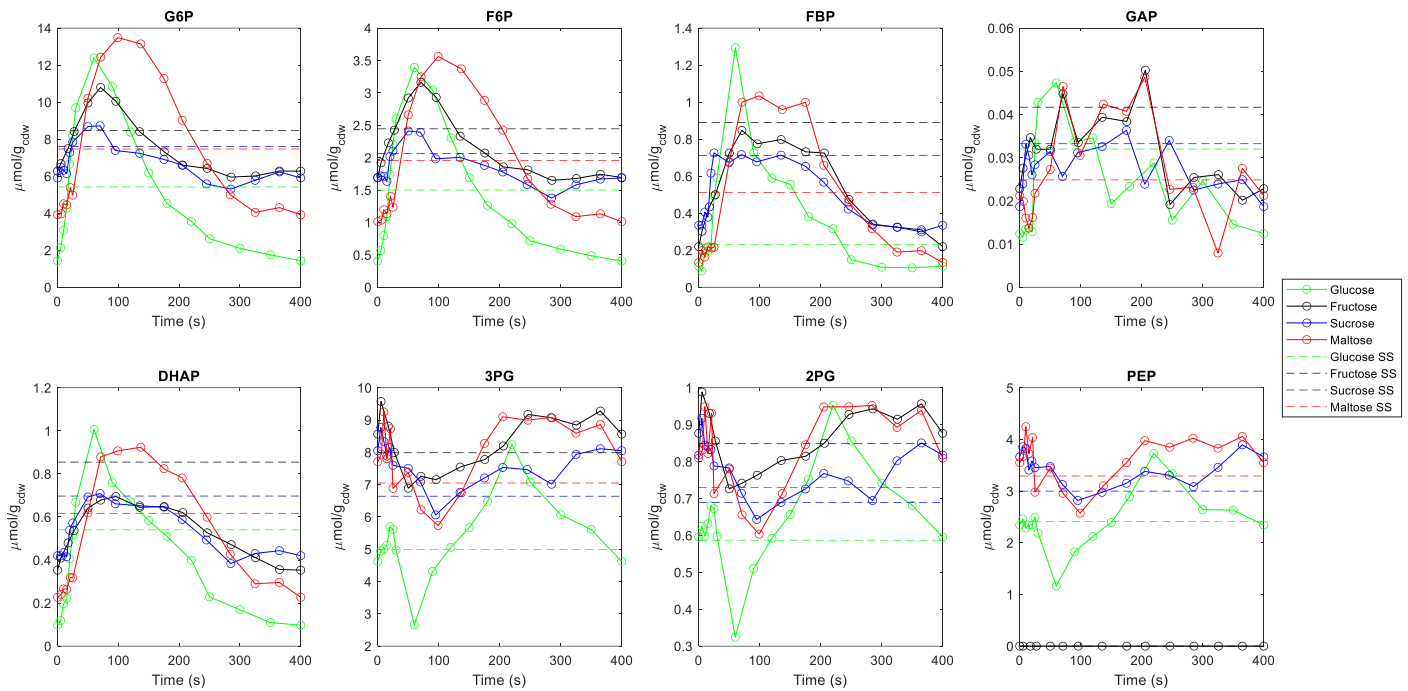 G6P
14
12
10
8
6
4
2
0
μmol/g_cdw
0 100 200 300 400
Time (s)
F6P
4
3.5
3
2.5
2
1.5
1
0.5
0
μmol/g_cdw
0 100 200 300 400
Time (s)
FBP
1.4
1.2
1
0.8
0.6
0.4
0.2
0
μmol/g_cdw
0 100 200 300 400
Time (s)
GAP
0.06
0.05
0.04
0.03
0.02
0.01
0
μmol/g_cdw
0 100 200 300 400
Time (s)
Glucose
Fructose
Sucrose
Maltose
Glucose SS
Fructose SS
Sucrose SS
Maltose SS
DHAP
1.2
1
0.8
0.6
0.4
0.2
0
μmol/g_cdw
0 100 200 300 400
Time (s)
3PG
10
9
8
7
6
5
4
3
2
μmol/g_cdw
0 100 200 300 400
Time (s)
2PG
1
0.9
0.8
0.7
0.6
0.5
0.4
0.3
μmol/g_cdw
0 100 200 300 400
Time (s)
PEP
5
4
3
2
1
0
μmol/g_cdw
0 100 200 300 400
Time (s)